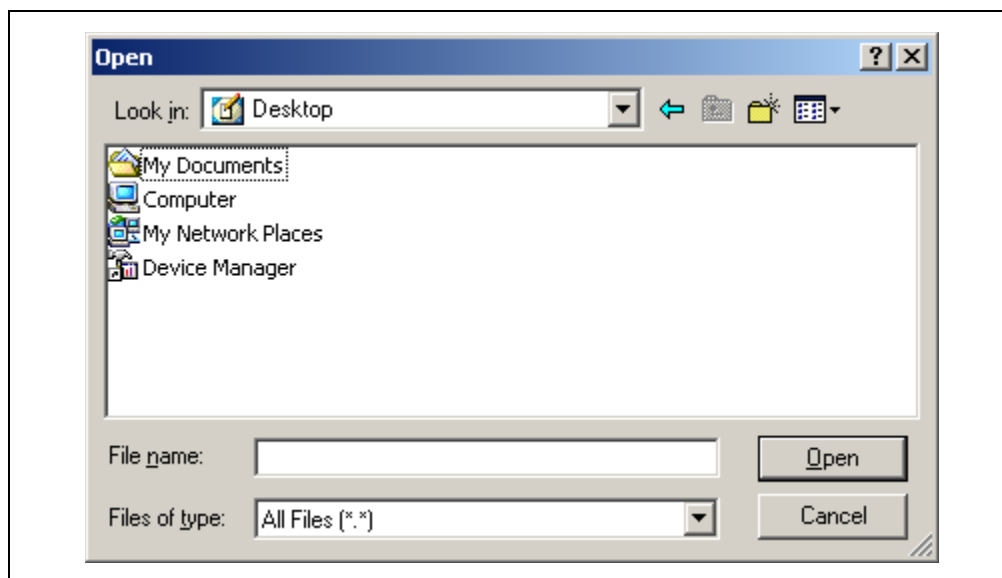 Open
Look in: Desktop
My Documents
Computer
My Network Places
Device Manager
File name:
Open
Files of type: All Files (*.*)
Cancel